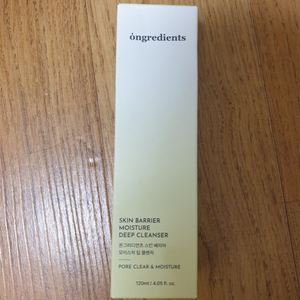 ongredients
SKIN BARRIER
MOISTURE
DEEP CLEANSER
온그리디언츠 스킨 베리어
모이스처 딥 클렌저
PORE CLEAR & MOISTURE
120ml / 4.05 fl. oz.